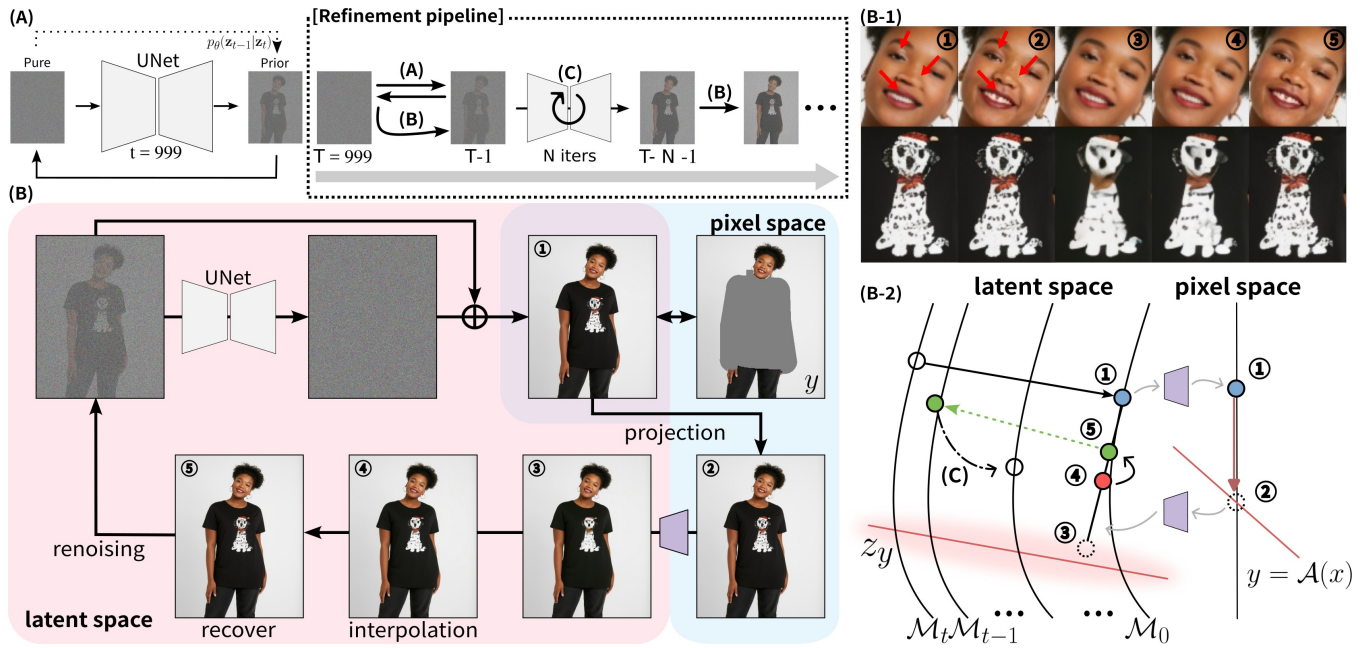 (A)
Pure
UNet
p_θ(z_{t−1}|z_t)
Prior
t = 999
[Refinement pipeline]
(A)
(B)
(C)
(B)
T = 999
T-1
N iters
T- N -1
(B)
pixel space
UNet
①
y
projection
⑤
④
③
②
renoising
recover
interpolation
latent space
(B-1)
① ② ③ ④ ⑤
(B-2)
latent space
pixel space
①
①
⑤
④
(C)
②
③
z_y
y = 𝒜(x)
ℳ_t ℳ_{t−1}
ℳ_0